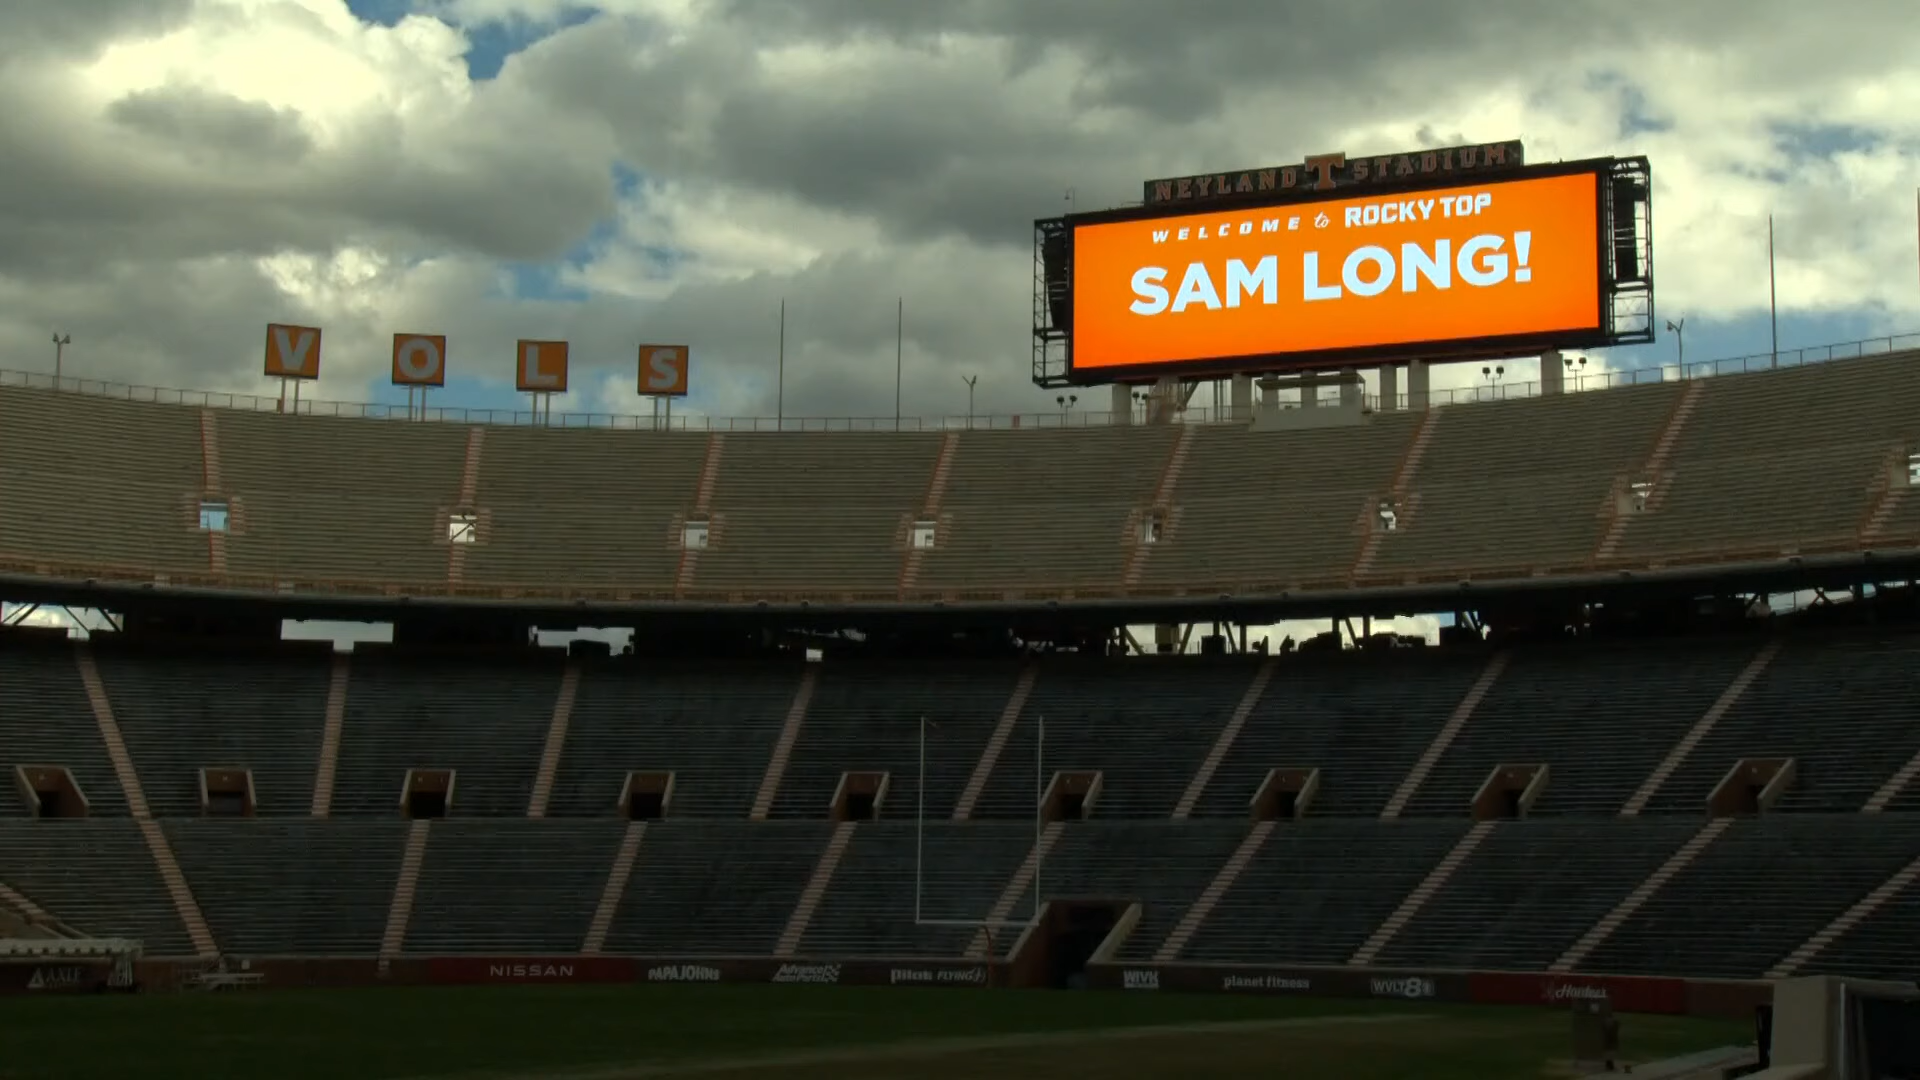 NEYLAND T STADIUM
WELCOME to ROCKY TOP
SAM LONG!
V O L S
AXLE
NISSAN
PAPA JOHNS
Advance Auto Parts
PILOT FLYING J
WIVK
planet fitness
WVLT 8
Hardee's